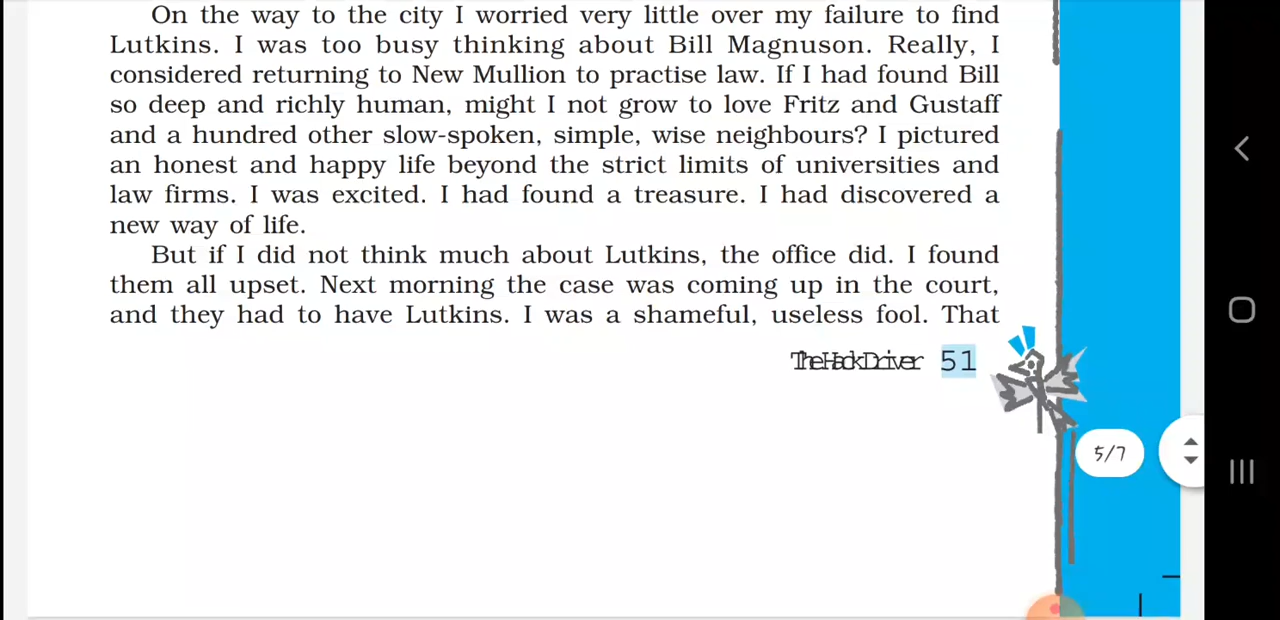 On the way to the city I worried very little over my failure to find
Lutkins. I was too busy thinking about Bill Magnuson. Really, I
considered returning to New Mullion to practise law. If I had found Bill
so deep and richly human, might I not grow to love Fritz and Gustaff
and a hundred other slow-spoken, simple, wise neighbours? I pictured
an honest and happy life beyond the strict limits of universities and
law firms. I was excited. I had found a treasure. I had discovered a
new way of life.
But if I did not think much about Lutkins, the office did. I found
them all upset. Next morning the case was coming up in the court,
and they had to have Lutkins. I was a shameful, useless fool. That
The Hack Driver 51
5/7